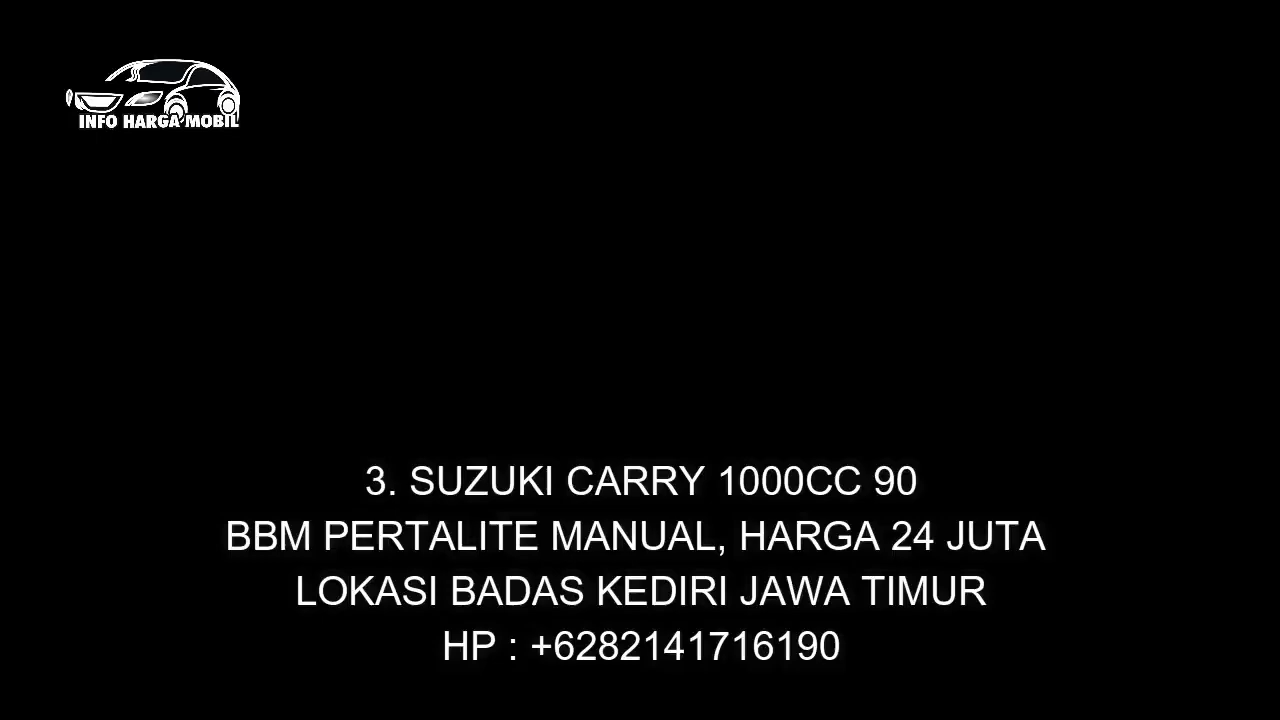 INFO HARGA MOBIL
3. SUZUKI CARRY 1000CC 90
BBM PERTALITE MANUAL, HARGA 24 JUTA
LOKASI BADAS KEDIRI JAWA TIMUR
HP : +6282141716190